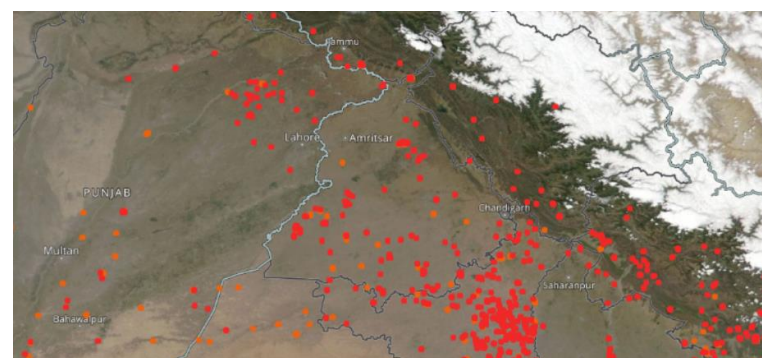 Jammu
Lahore
Amritsar
PUNJAB
Chandigarh
Multan
Saharanpur
Bahawalpur